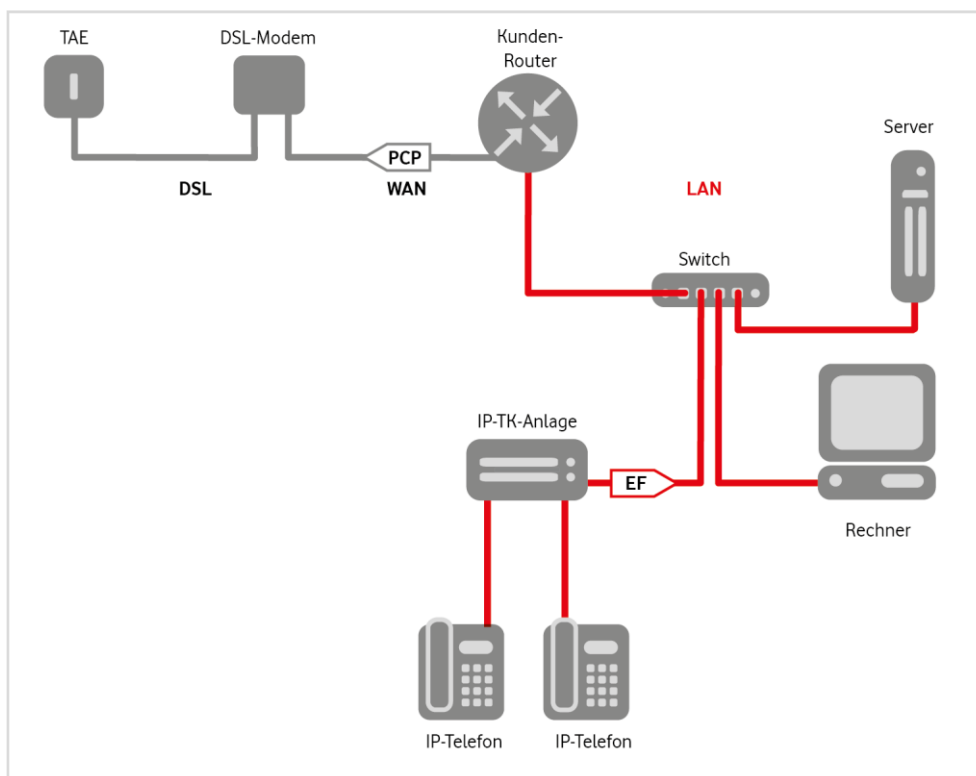 TAE
DSL-Modem
Kunden-
Router
Server
PCP
DSL
WAN
LAN
Switch
IP-TK-Anlage
EF
Rechner
IP-Telefon
IP-Telefon